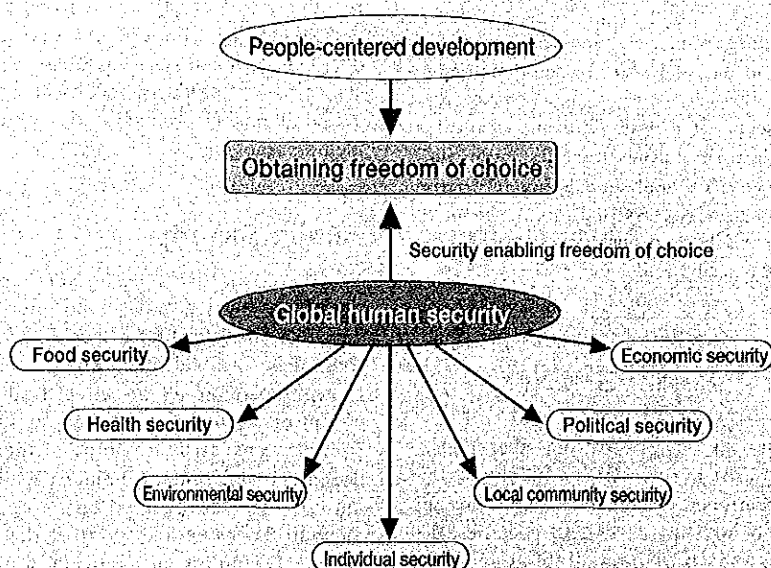 People-centered development
Obtaining freedom of choice
Security enabling freedom of choice
Global human security
Food security
Economic security
Health security
Political security
Environmental security
Local community security
Individual security